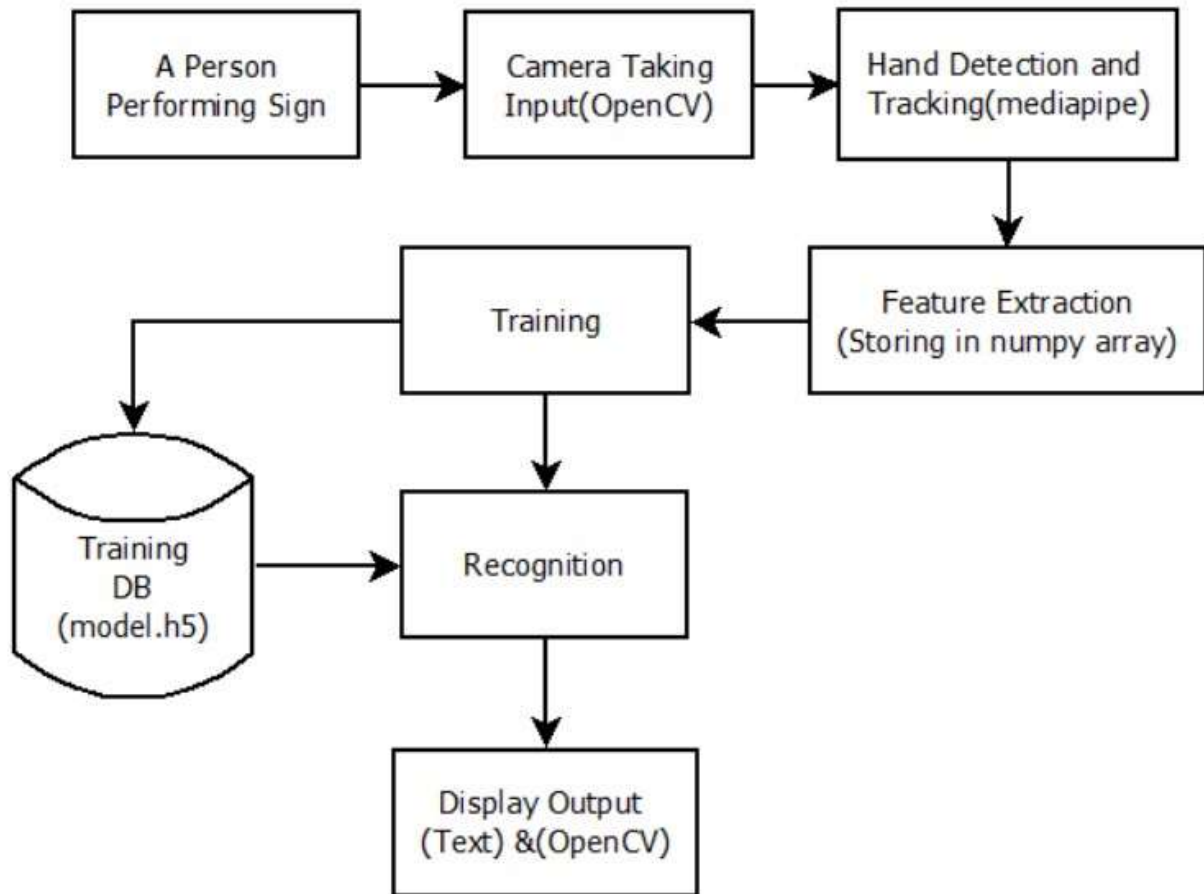 A Person
Performing Sign
Camera Taking
Input(OpenCV)
Hand Detection and
Tracking(mediapipe)
Feature Extraction
(Storing in numpy array)
Training
Training
DB
(model.h5)
Recognition
Display Output
(Text) &(OpenCV)